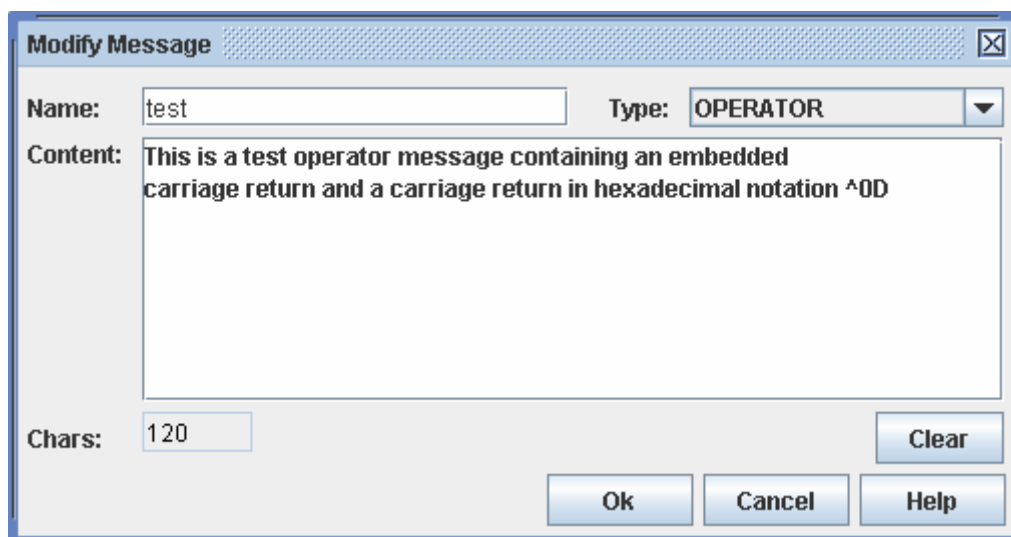 Modify Message
Name: test Type: OPERATOR
Content: This is a test operator message containing an embedded
carriage return and a carriage return in hexadecimal notation ^0D
Chars: 120 Clear
Ok Cancel Help